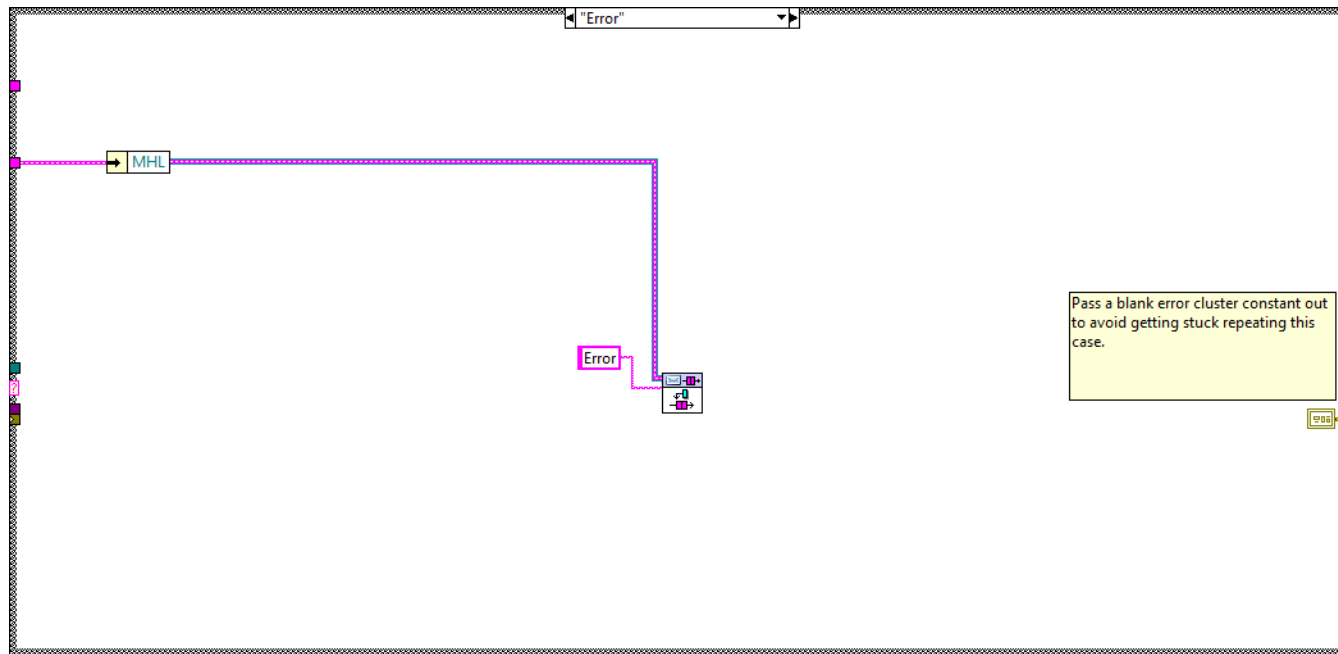 "Error"
MHL
Pass a blank error cluster constant out
to avoid getting stuck repeating this
case.
Error
?